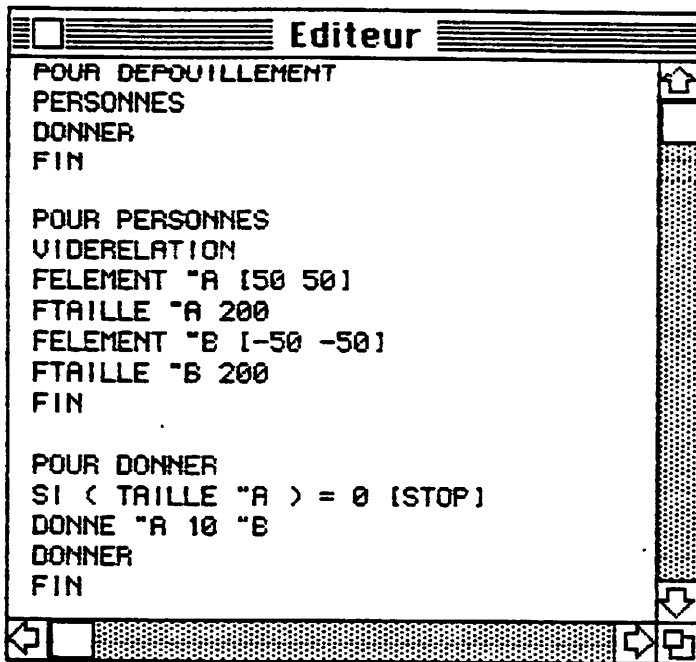 Editeur
POUR DEPOUILLEMENT
PERSONNES
DONNER
FIN
POUR PERSONNES
VIDERELATION
FELEMENT "A [50 50]
FTAILLE "A 200
FELEMENT "B [-50 -50]
FTAILLE "B 200
FIN
POUR DONNER
SI ( TAILLE "A ) = 0 [STOP]
DONNE "A 10 "B
DONNER
FIN